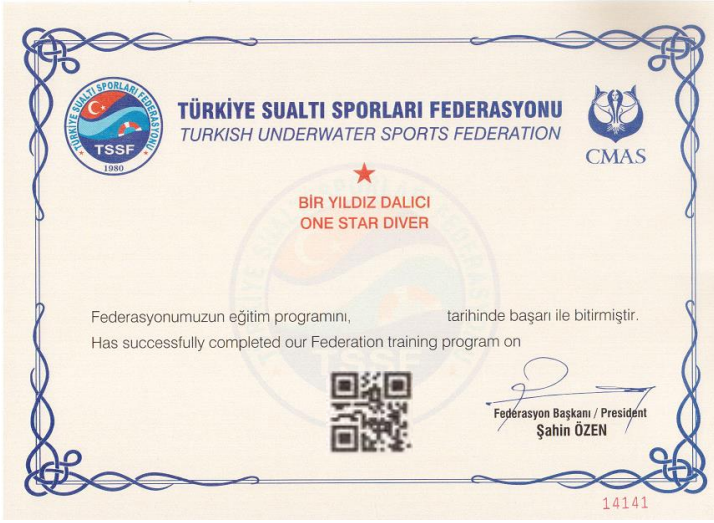 TÜRKİYE SUALTI SPORLARI FEDERASYONU
TSSF
1980
TÜRKİYE SUALTI SPORLARI FEDERASYONU
TURKISH UNDERWATER SPORTS FEDERATION
CMAS
BİR YILDIZ DALICI
ONE STAR DIVER
Federasyonumuzun eğitim programını, tarihinde başarı ile bitirmiştir.
Has successfully completed our Federation training program on
TSSF
Federasyon Başkanı / President
Şahin ÖZEN
14141